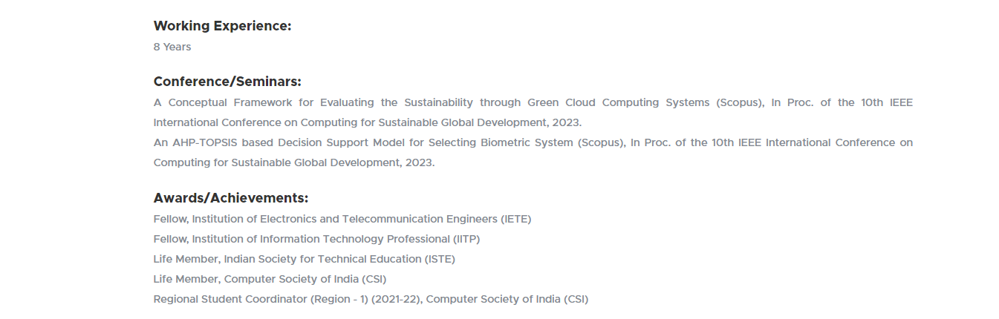 Working Experience:
8 Years
Conference/Seminars:
A Conceptual Framework for Evaluating the Sustainability through Green Cloud Computing Systems (Scopus), In Proc. of the 10th IEEE
International Conference on Computing for Sustainable Global Development, 2023.
An AHP-TOPSIS based Decision Support Model for Selecting Biometric System (Scopus), In Proc. of the 10th IEEE International Conference on
Computing for Sustainable Global Development, 2023.
Awards/Achievements:
Fellow, Institution of Electronics and Telecommunication Engineers (IETE)
Fellow, Institution of Information Technology Professional (IITP)
Life Member, Indian Society for Technical Education (ISTE)
Life Member, Computer Society of India (CSI)
Regional Student Coordinator (Region - 1) (2021-22), Computer Society of India (CSI)